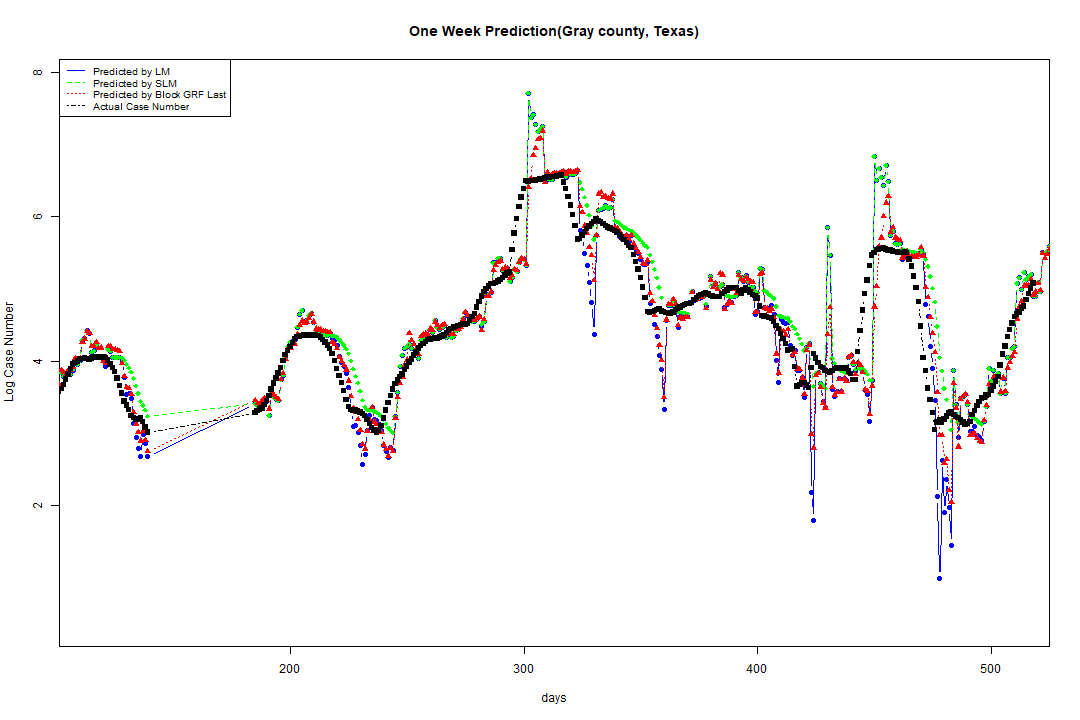 One Week Prediction(Gray county, Texas)
Predicted by LM
Predicted by SLM
Predicted by Block GRF Last
Actual Case Number
8
6
4
2
Log Case Number
200 300 400 500
days